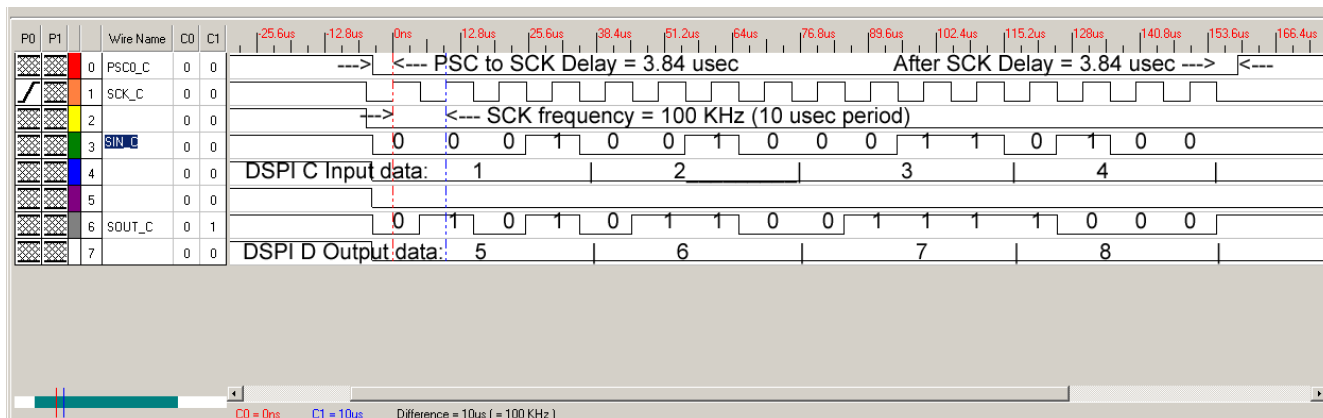 P0 P1 Wire Name C0 C1 -25.6us -12.8us 0ns 12.8us 25.6us 38.4us 51.2us 64us 76.8us 89.6us 102.4us 115.2us 128us 140.8us 153.6us 166.4us
0 PSC0_C 0 0 ---> <--- PSC to SCK Delay = 3.84 usec After SCK Delay = 3.84 usec ---> <---
1 SCK_C 0 0
2 0 0 --> <--- SCK frequency = 100 KHz (10 usec period)
3 SIN_C 0 0 0 0 0 1 0 0 1 0 0 0 1 1 0 1 0 0
4 0 0 DSPI C Input data: 1 | 2 | 3 | 4 |
5 0 0
6 SOUT_C 0 1 0 1 0 1 0 1 1 0 0 1 1 1 1 0 0 0
7 0 0 DSPI D Output data: 5 | 6 | 7 | 8 |
C0 = 0ns C1 = 10us Difference = 10us ( = 100 KHz )